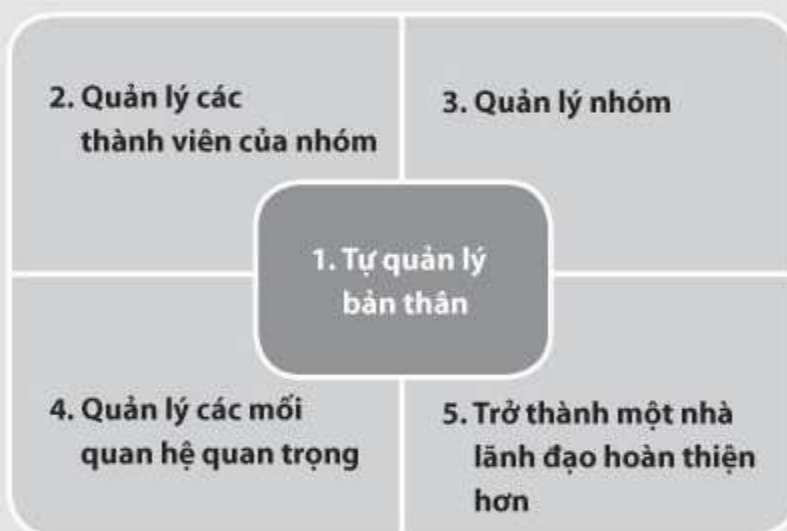 2. Quản lý các
thành viên của nhóm
3. Quản lý nhóm
1. Tự quản lý
bản thân
4. Quản lý các mối
quan hệ quan trọng
5. Trở thành một nhà
lãnh đạo hoàn thiện
hơn